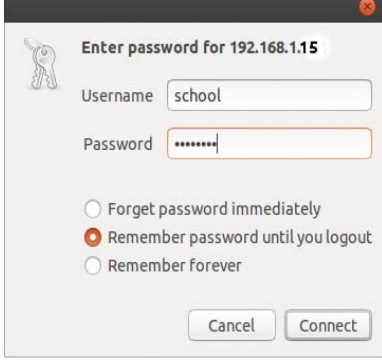 Enter password for 192.168.1.15
Username school
Password ••••••••
Forget password immediately
Remember password until you logout
Remember forever
Cancel Connect